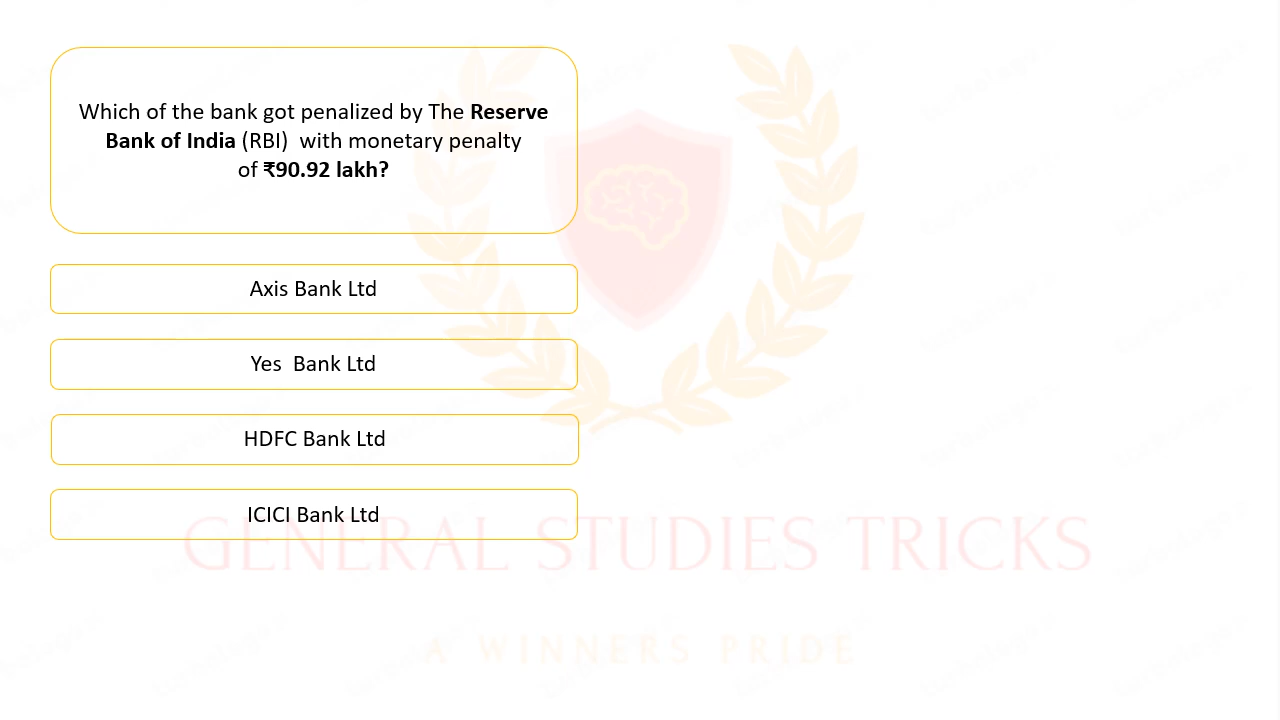 Which of the bank got penalized by The Reserve
Bank of India (RBI)  with monetary penalty
of ₹90.92 lakh?
Axis Bank Ltd
Yes  Bank Ltd
HDFC Bank Ltd
ICICI Bank Ltd
GENERAL STUDIES TRICKS
A WINNERS PRIDE